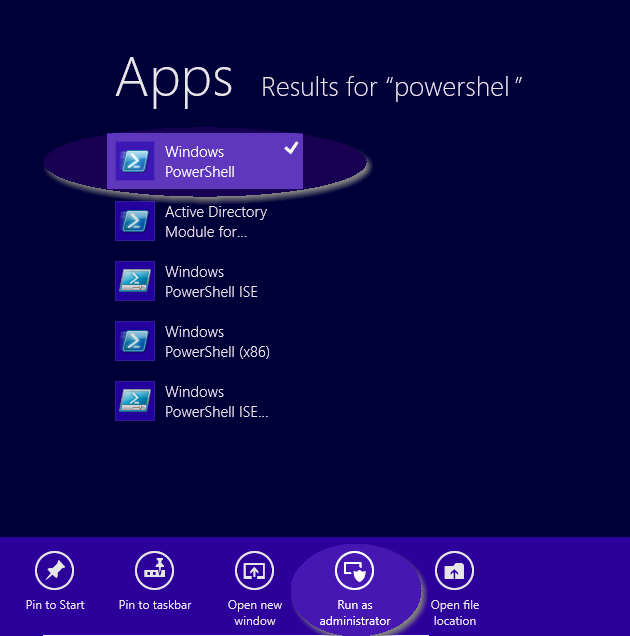 Apps Results for “powershel ”
Windows
PowerShell
Active Directory
Module for...
Windows
PowerShell ISE
Windows
PowerShell (x86)
Windows
PowerShell ISE...
Pin to Start
Pin to taskbar
Open new
window
Run as
administrator
Open file
location